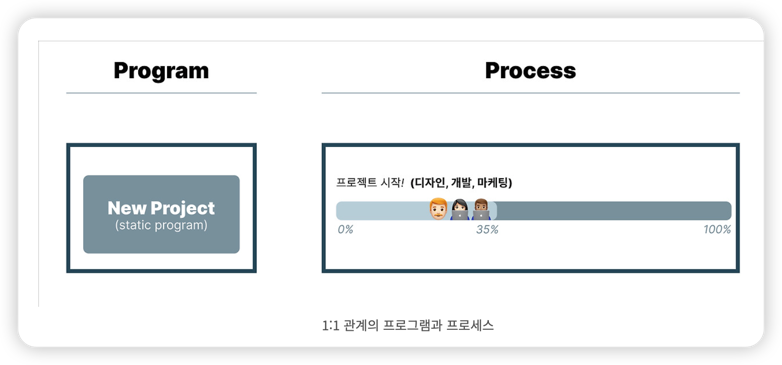 Program
Process
New Project
(static program)
프로젝트 시작! (디자인, 개발, 마케팅)
0%
35%
100%
1:1 관계의 프로그램과 프로세스